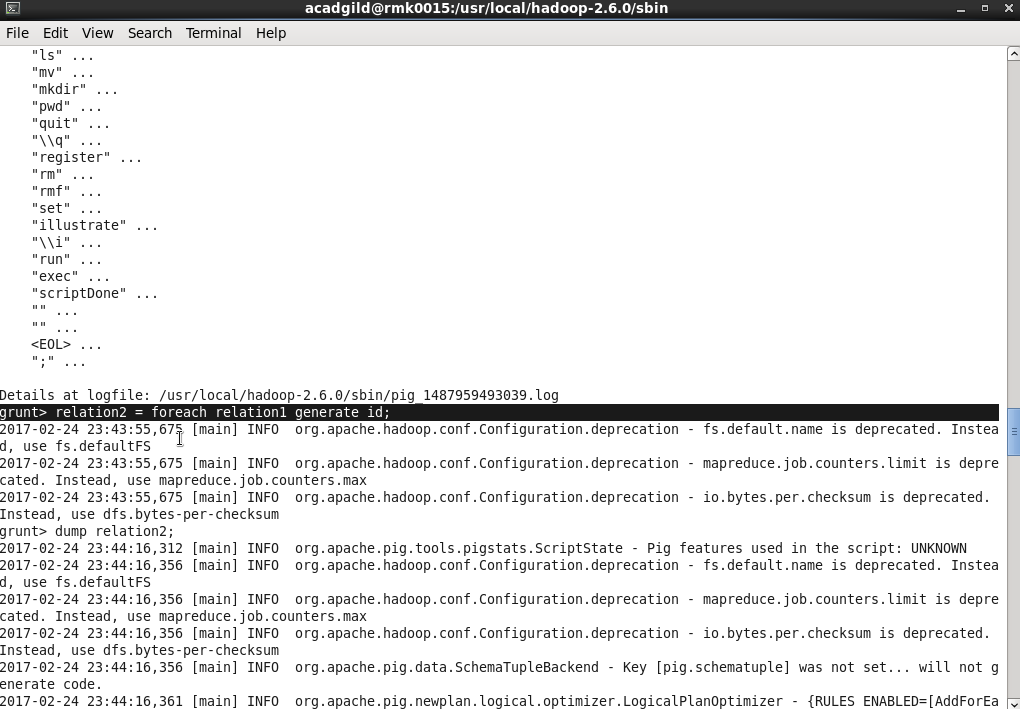 acadgild@rmk0015:/usr/local/hadoop-2.6.0/sbin
File Edit View Search Terminal Help
"ls" ...
"mv" ...
"mkdir" ...
"pwd" ...
"quit" ...
"\\q" ...
"register" ...
"rm" ...
"rmf" ...
"set" ...
"illustrate" ...
"\\i" ...
"run" ...
"exec" ...
"scriptDone" ...
"" ...
"" ...
<EOL> ...
";" ...
Details at logfile: /usr/local/hadoop-2.6.0/sbin/pig_1487959493039.log
grunt> relation2 = foreach relation1 generate id;
2017-02-24 23:43:55,675 [main] INFO  org.apache.hadoop.conf.Configuration.deprecation - fs.default.name is deprecated. Instea
d, use fs.defaultFS
2017-02-24 23:43:55,675 [main] INFO  org.apache.hadoop.conf.Configuration.deprecation - mapreduce.job.counters.limit is depre
cated. Instead, use mapreduce.job.counters.max
2017-02-24 23:43:55,675 [main] INFO  org.apache.hadoop.conf.Configuration.deprecation - io.bytes.per.checksum is deprecated.
Instead, use dfs.bytes-per-checksum
grunt> dump relation2;
2017-02-24 23:44:16,312 [main] INFO  org.apache.pig.tools.pigstats.ScriptState - Pig features used in the script: UNKNOWN
2017-02-24 23:44:16,356 [main] INFO  org.apache.hadoop.conf.Configuration.deprecation - fs.default.name is deprecated. Instea
d, use fs.defaultFS
2017-02-24 23:44:16,356 [main] INFO  org.apache.hadoop.conf.Configuration.deprecation - mapreduce.job.counters.limit is depre
cated. Instead, use mapreduce.job.counters.max
2017-02-24 23:44:16,356 [main] INFO  org.apache.hadoop.conf.Configuration.deprecation - io.bytes.per.checksum is deprecated.
Instead, use dfs.bytes-per-checksum
2017-02-24 23:44:16,356 [main] INFO  org.apache.pig.data.SchemaTupleBackend - Key [pig.schematuple] was not set... will not g
enerate code.
2017-02-24 23:44:16,361 [main] INFO  org.apache.pig.newplan.logical.optimizer.LogicalPlanOptimizer - {RULES_ENABLED=[AddForEa